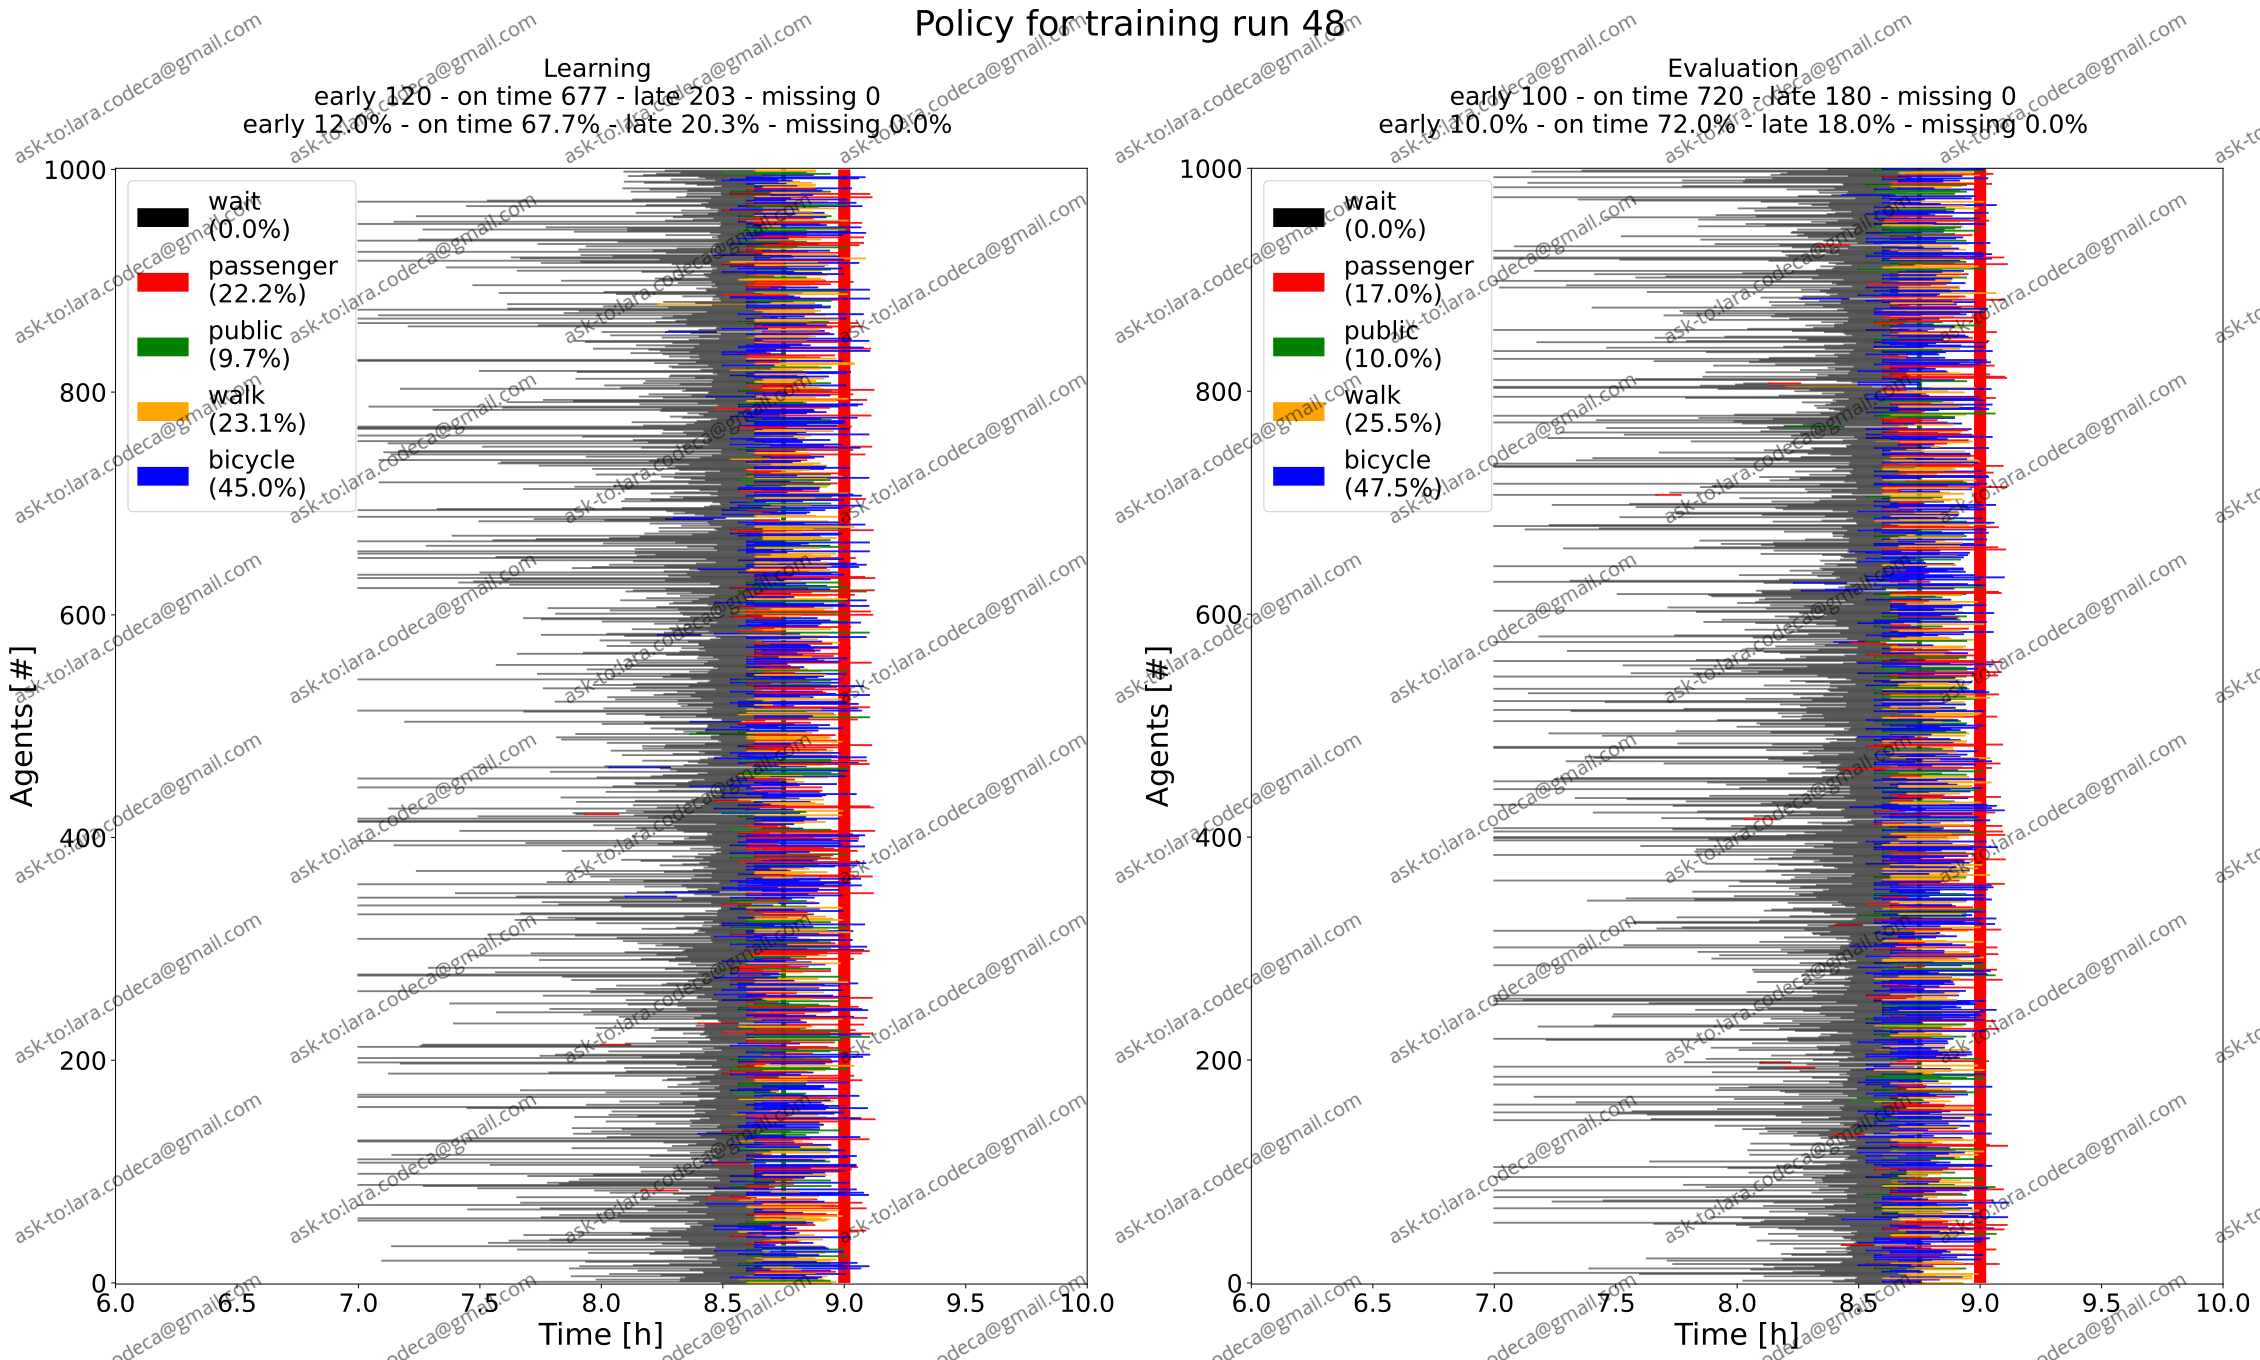 Policy for training run 48
Learning
early 120 - on time 677 - late 203 - missing 0
early 12.0% - on time 67.7% - late 20.3% - missing 0.0%
1000
800
600
400
200
0
Agents [#]
wait
(0.0%)
passenger
(22.2%)
public
(9.7%)
walk
(23.1%)
bicycle
(45.0%)
6.0 6.5 7.0 7.5 8.0 8.5 9.0 9.5 10.0
Time [h]
Evaluation
early 100 - on time 720 - late 180 - missing 0
early 10.0% - on time 72.0% - late 18.0% - missing 0.0%
1000
800
600
400
200
0
Agents [#]
wait
(0.0%)
passenger
(17.0%)
public
(10.0%)
walk
(25.5%)
bicycle
(47.5%)
6.0 6.5 7.0 7.5 8.0 8.5 9.0 9.5 10.0
Time [h]
ask-to:lara.codeca@gmail.com